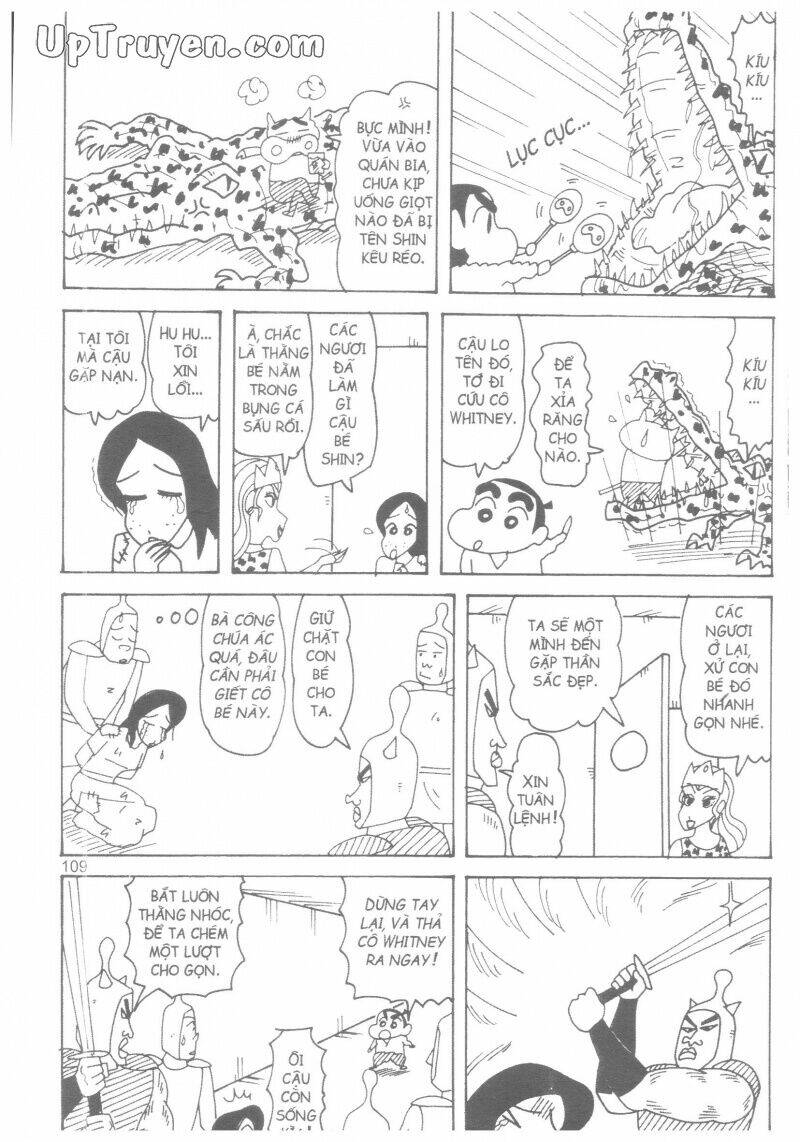 UpTruyen.com
KÍU
KÍU
...
LỤC CỤC...
BỰC MÌNH!
VỪA VÀO
QUÁN BIA,
CHƯA KỊP
UỐNG GIỌT
NÀO ĐÃ BỊ
TÊN SHIN
KÊU RÉO.
KÍU
KÍU
...
ĐỂ
TA
XỈA
RĂNG
CHO
NÀO.
CẬU LO
TÊN ĐÓ,
TỚ ĐI
CỨU CÔ
WHITNEY.
CÁC
NGƯƠI
ĐÃ
LÀM
GÌ
CẬU
BÉ
SHIN?
À, CHẮC
LÀ THẰNG
BÉ NẰM
TRONG
BỤNG CÁ
SẤU RỒI.
HU HU...
TÔI
XIN
LỖI...
TẠI TÔI
MÀ CẬU
GẶP NẠN.
CÁC
NGƯƠI
Ở LẠI,
XỬ CON
BÉ ĐÓ
NHANH
GỌN NHÉ.
TA SẼ MỘT
MÌNH ĐẾN
GẶP THẦN
SẮC ĐẸP.
XIN
TUÂN
LỆNH!
GIỮ
CHẶT CON
BÉ
CHO
TA.
BÀ CÔNG
CHÚA ÁC
QUÁ, ĐÂU
CẦN PHẢI
GIẾT CÔ
BÉ NÀY.
109
DỪNG TAY
LẠI, VÀ THẢ
CÔ WHITNEY
RA NGAY!
BẮT LUÔN
THẰNG NHÓC,
ĐỂ TA CHÉM
MỘT LƯỢT
CHO GỌN.
ÔI
CẬU
CÒN
SỐNG